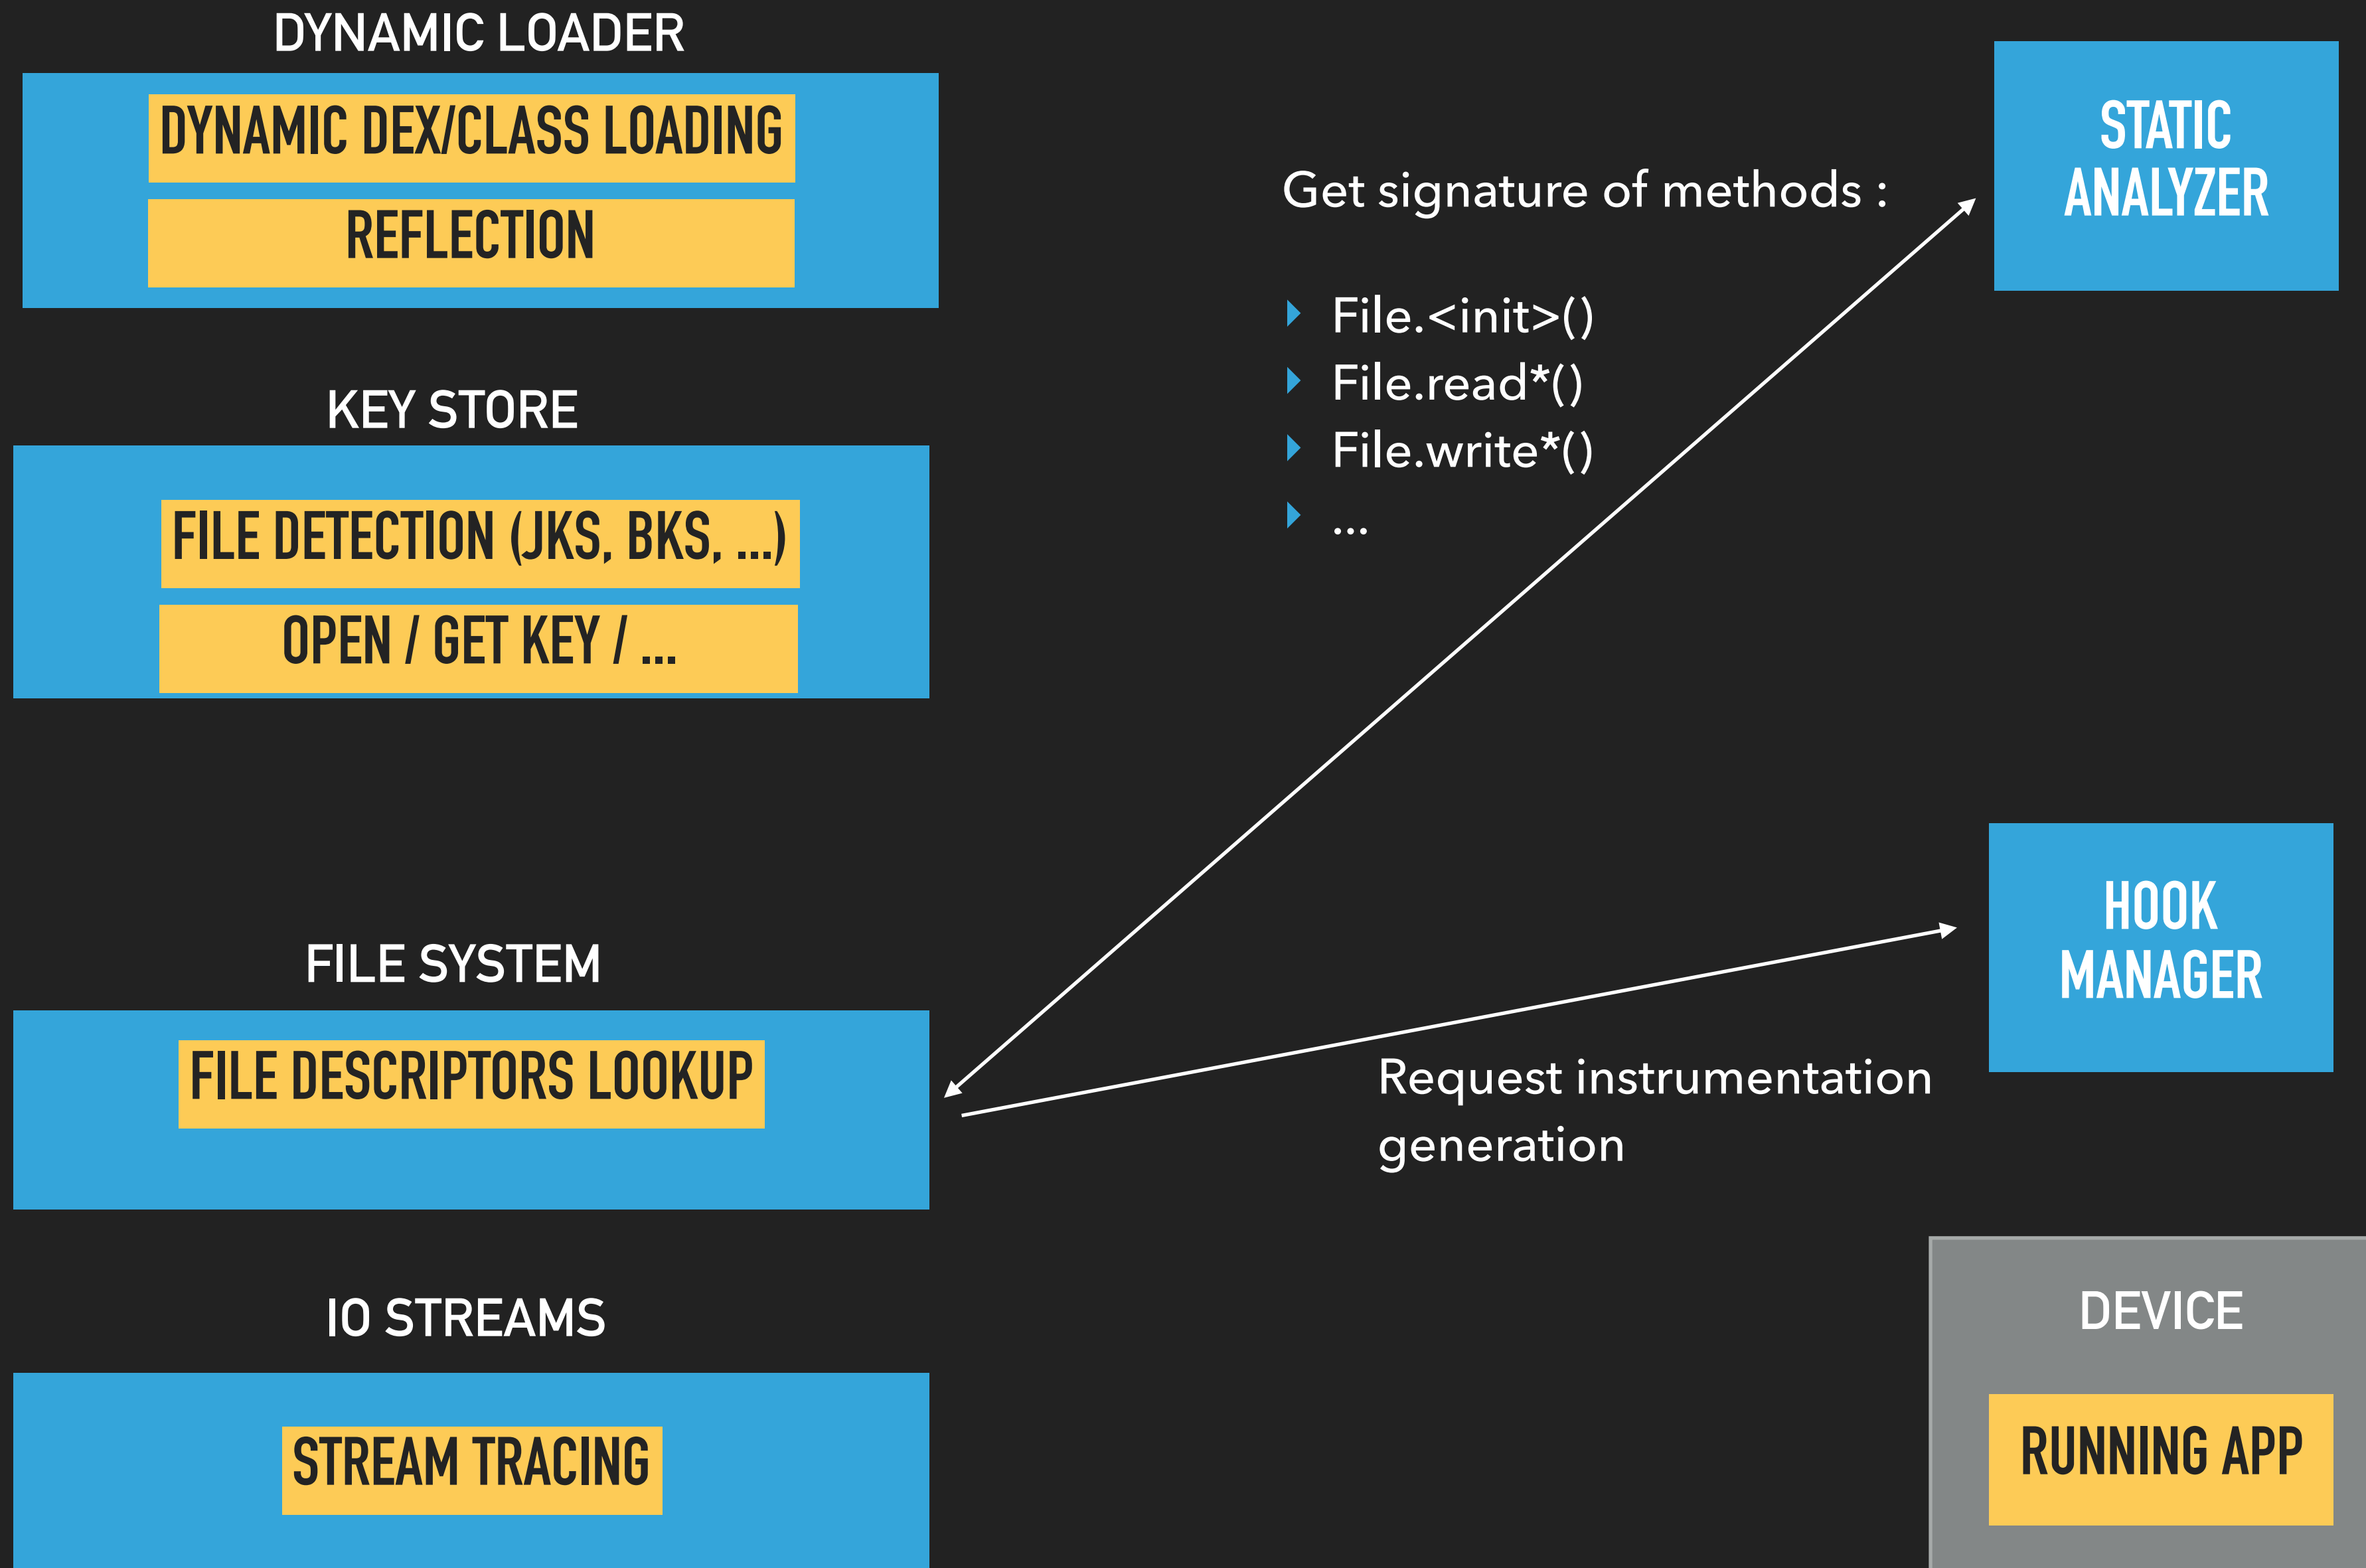 DYNAMIC LOADER
DYNAMIC DEX/CLASS LOADING
REFLECTION
KEY STORE
FILE DETECTION (JKS, BKS, ...)
OPEN / GET KEY / ...
FILE SYSTEM
FILE DESCRIPTORS LOOKUP
IO STREAMS
STREAM TRACING
Get signature of methods :
File.<init>()
File.read*()
File.write*()
...
Request instrumentation
generation
STATIC
ANALYZER
HOOK
MANAGER
DEVICE
RUNNING APP